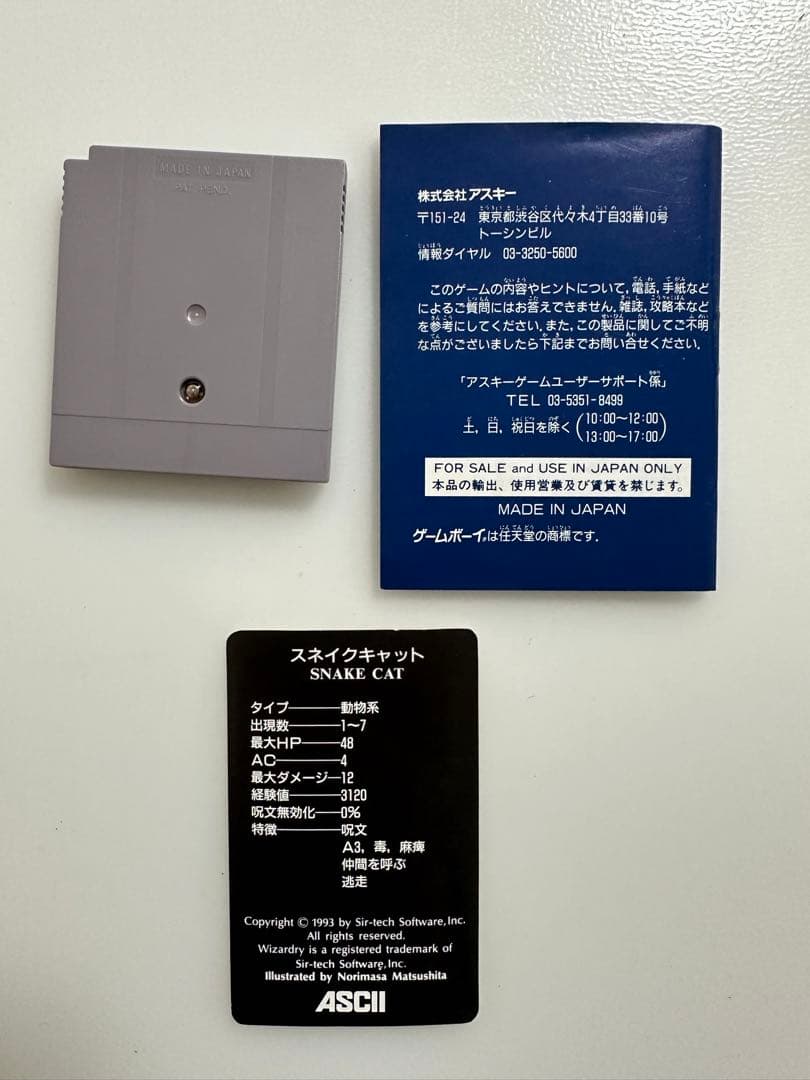 MADE IN JAPAN
PAT. PEND.
株式会社アスキー
〒151-24 東京都渋谷区代々木4丁目33番10号
トーシンビル
情報ダイヤル 03-3250-5600
このゲームの内容やヒントについて,電話,手紙など
によるご質問にはお答えできません.雑誌,攻略本など
を参考にしてください.また,この製品に関してご不明
な点がございましたら下記までお問い合せください.
「アスキーゲームユーザーサポート係」
TEL 03-5351-8499
土,日,祝日を除く(10:00〜12:00 13:00〜17:00)
FOR SALE and USE IN JAPAN ONLY
本品の輸出、使用営業及び賃貸を禁じます。
MADE IN JAPAN
ゲームボーイは任天堂の商標です.
スネイクキャット
SNAKE CAT
タイプ――動物系
出現数――1〜7
最大HP――48
AC――4
最大ダメージ―12
経験値――3120
呪文無効化―0%
特徴――呪文
A3, 毒, 麻痺
仲間を呼ぶ
逃走
Copyright © 1993 by Sir-tech Software, Inc.
All rights reserved.
Wizardry is a registered trademark of
Sir-tech Software, Inc.
Illustrated by Norimasa Matsushita
ASCII